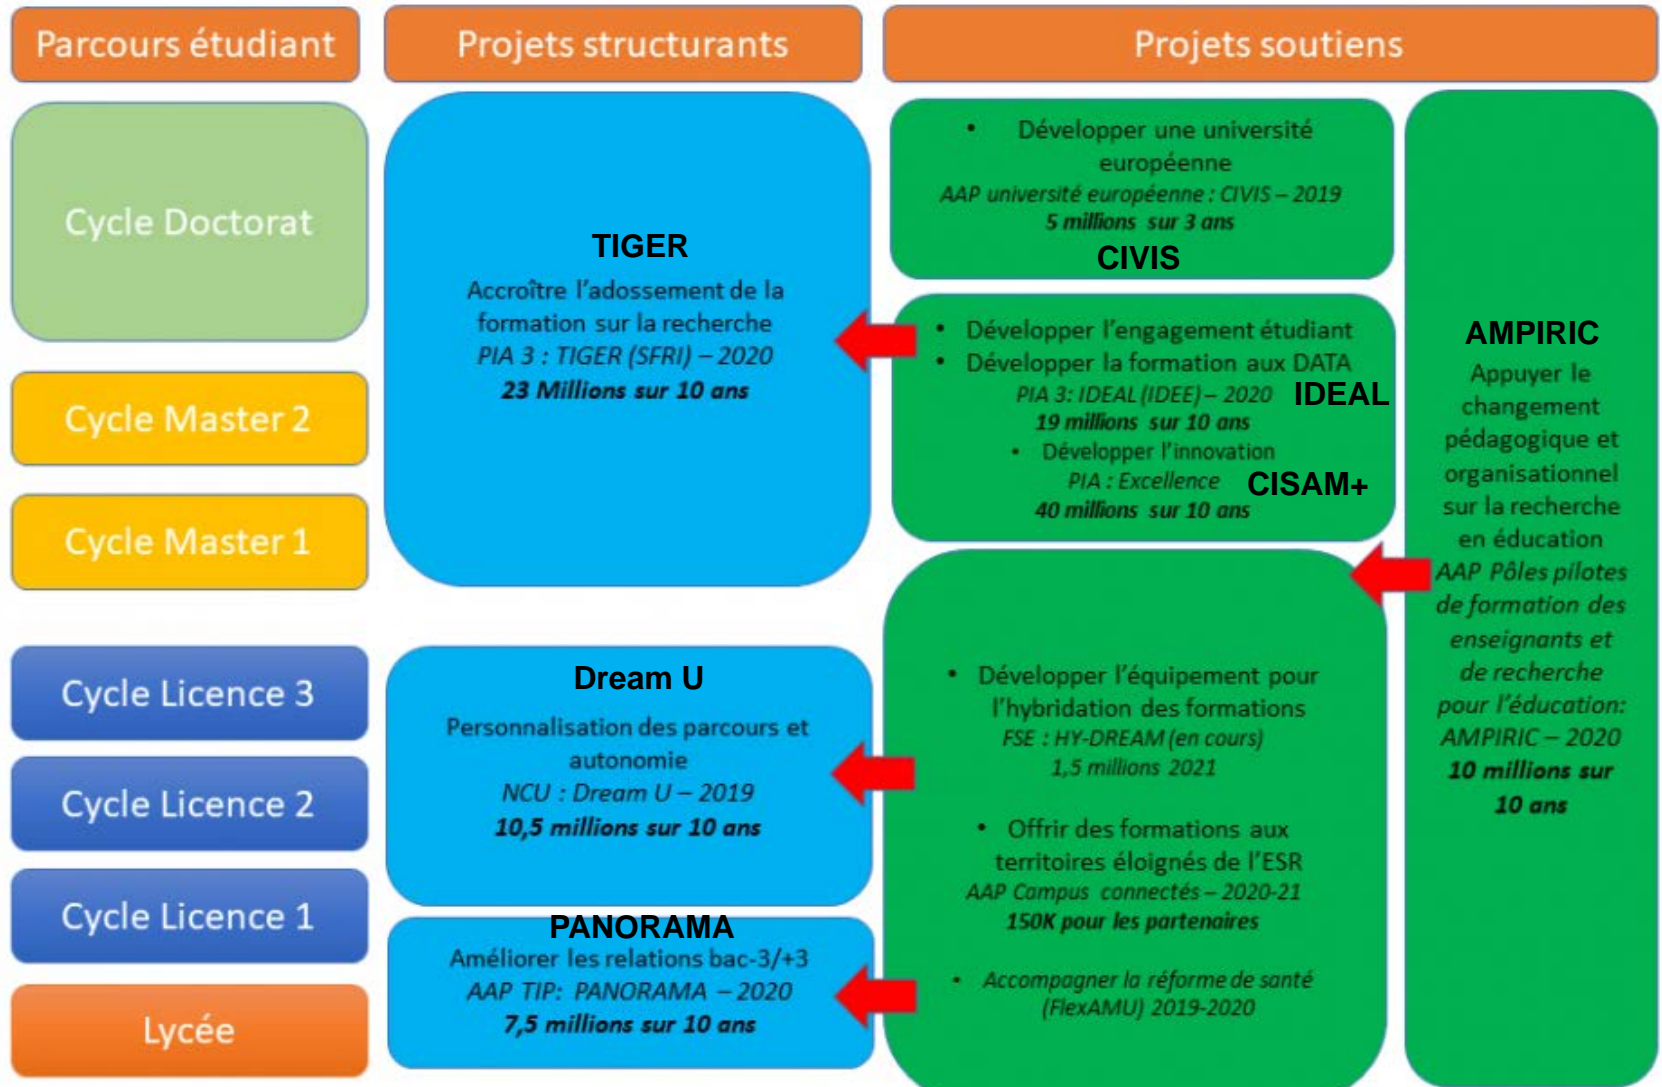 Parcours étudiant
Projets structurants
Projets soutiens
Cycle Doctorat
Cycle Master 2
Cycle Master 1
Cycle Licence 3
Cycle Licence 2
Cycle Licence 1
Lycée
TIGER
Accroître l'adossement de la
formation sur la recherche
PIA 3 : TIGER (SFRI) – 2020
23 Millions sur 10 ans
Dream U
Personnalisation des parcours et
autonomie
NCU : Dream U – 2019
10,5 millions sur 10 ans
PANORAMA
Améliorer les relations bac-3/+3
AAP TIP: PANORAMA – 2020
7,5 millions sur 10 ans
• Développer une université
européenne
AAP université européenne : CIVIS – 2019
5 millions sur 3 ans
CIVIS
• Développer l'engagement étudiant
• Développer la formation aux DATA
PIA 3: IDEAL (IDEE) – 2020 IDEAL
19 millions sur 10 ans
• Développer l'innovation
PIA : Excellence CISAM+
40 millions sur 10 ans
• Développer l'équipement pour
l'hybridation des formations
FSE : HY-DREAM (en cours)
1,5 millions 2021
• Offrir des formations aux
territoires éloignés de l'ESR
AAP Campus connectés – 2020-21
150K pour les partenaires
• Accompagner la réforme de santé
(FlexAMU) 2019-2020
AMPIRIC
Appuyer le
changement
pédagogique et
organisationnel
sur la recherche
en éducation
AAP Pôles pilotes
de formation des
enseignants et
de recherche
pour l'éducation:
AMPIRIC – 2020
10 millions sur
10 ans